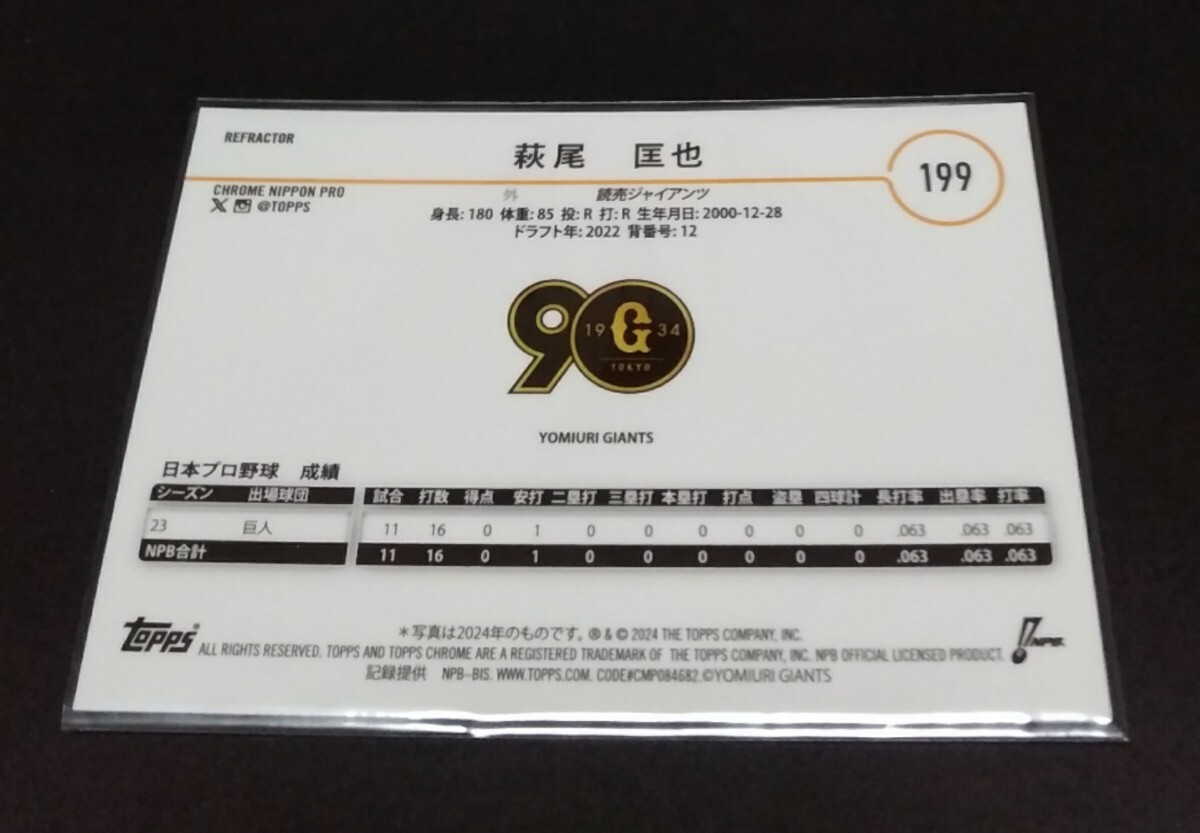 REFRACTOR
萩尾 匡也
199
CHROME NIPPON PRO
@TOPPS
外 読売ジャイアンツ
身長: 180 体重: 85 投: R 打: R 生年月日: 2000-12-28
ドラフト年: 2022 背番号: 12
90
19 G 34
TOKYO
YOMIURI GIANTS
日本プロ野球 成績
シーズン 出場球団 試合 打数 得点 安打 二塁打 三塁打 本塁打 打点 盗塁 四球計 長打率 出塁率 打率
23 巨人 11 16 0 1 0 0 0 0 0 0 .063 .063 .063
NPB合計 11 16 0 1 0 0 0 0 0 0 .063 .063 .063
topps®
*写真は2024年のものです。 ® & © 2024 THE TOPPS COMPANY, INC.
ALL RIGHTS RESERVED. TOPPS AND TOPPS CHROME ARE A REGISTERED TRADEMARK OF THE TOPPS COMPANY, INC. NPB OFFICIAL LICENSED PRODUCT.
記録提供 NPB-BIS. WWW.TOPPS.COM. CODE#CMP084682.©YOMIURI GIANTS
NPB